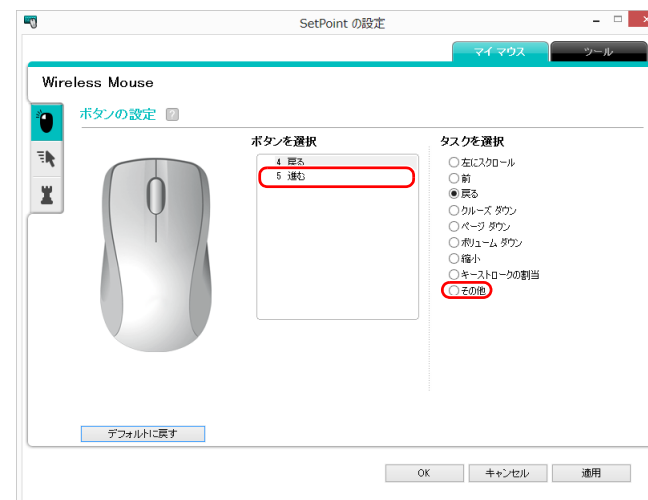 SetPoint の設定
マイ マウス
ツール
Wireless Mouse
ボタンの設定 ?
ボタンを選択
4 戻る
5 進む
タスクを選択
左にスクロール
前
戻る
クルーズ ダウン
ページ ダウン
ボリューム ダウン
縮小
キーストロークの割当
その他
デフォルトに戻す
OK
キャンセル
適用